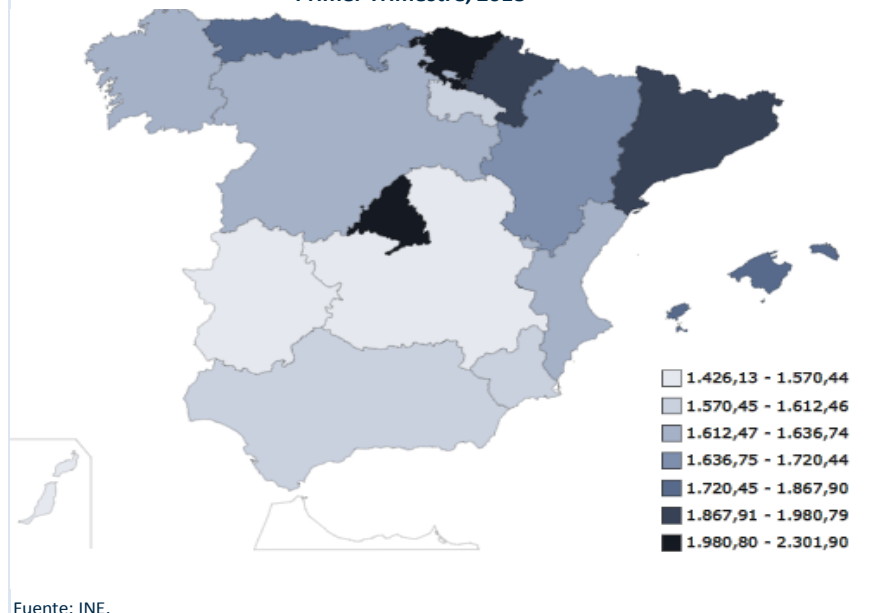 Primer Trimestre, 2013
1.426,13 - 1.570,44
1.570,45 - 1.612,46
1.612,47 - 1.636,74
1.636,75 - 1.720,44
1.720,45 - 1.867,90
1.867,91 - 1.980,79
1.980,80 - 2.301,90
Fuente: INE.